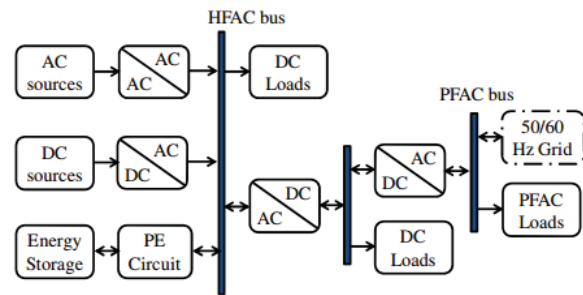 HFAC bus
AC
sources
AC
AC
DC
Loads
PFAC bus
50/60
Hz Grid
DC
sources
AC
DC
AC
DC
PFAC
Loads
Energy
Storage
PE
Circuit
DC
AC
DC
Loads